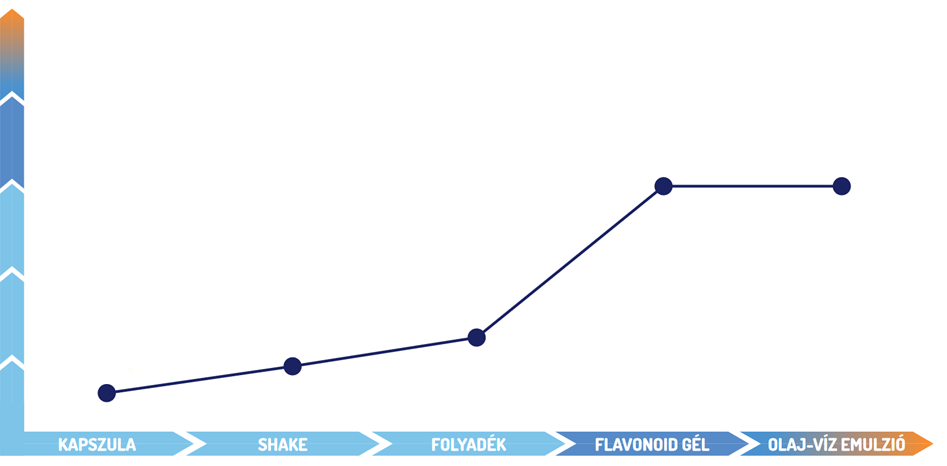 KAPSZULA
SHAKE
FOLYADÉK
FLAVONOID GÉL
OLAJ-VÍZ EMULZIÓ